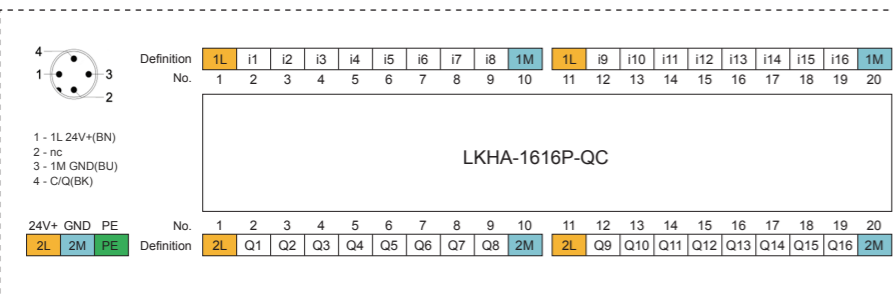 4
1
3
2
1 - 1L 24V+(BN)
2 - nc
3 - 1M GND(BU)
4 - C/Q(BK)
Definition 1L i1 i2 i3 i4 i5 i6 i7 i8 1M 1L i9 i10 i11 i12 i13 i14 i15 i16 1M
No. 1 2 3 4 5 6 7 8 9 10 11 12 13 14 15 16 17 18 19 20
LKHA-1616P-QC
24V+ GND PE
2L 2M PE
No. 1 2 3 4 5 6 7 8 9 10 11 12 13 14 15 16 17 18 19 20
Definition 2L Q1 Q2 Q3 Q4 Q5 Q6 Q7 Q8 2M 2L Q9 Q10 Q11 Q12 Q13 Q14 Q15 Q16 2M